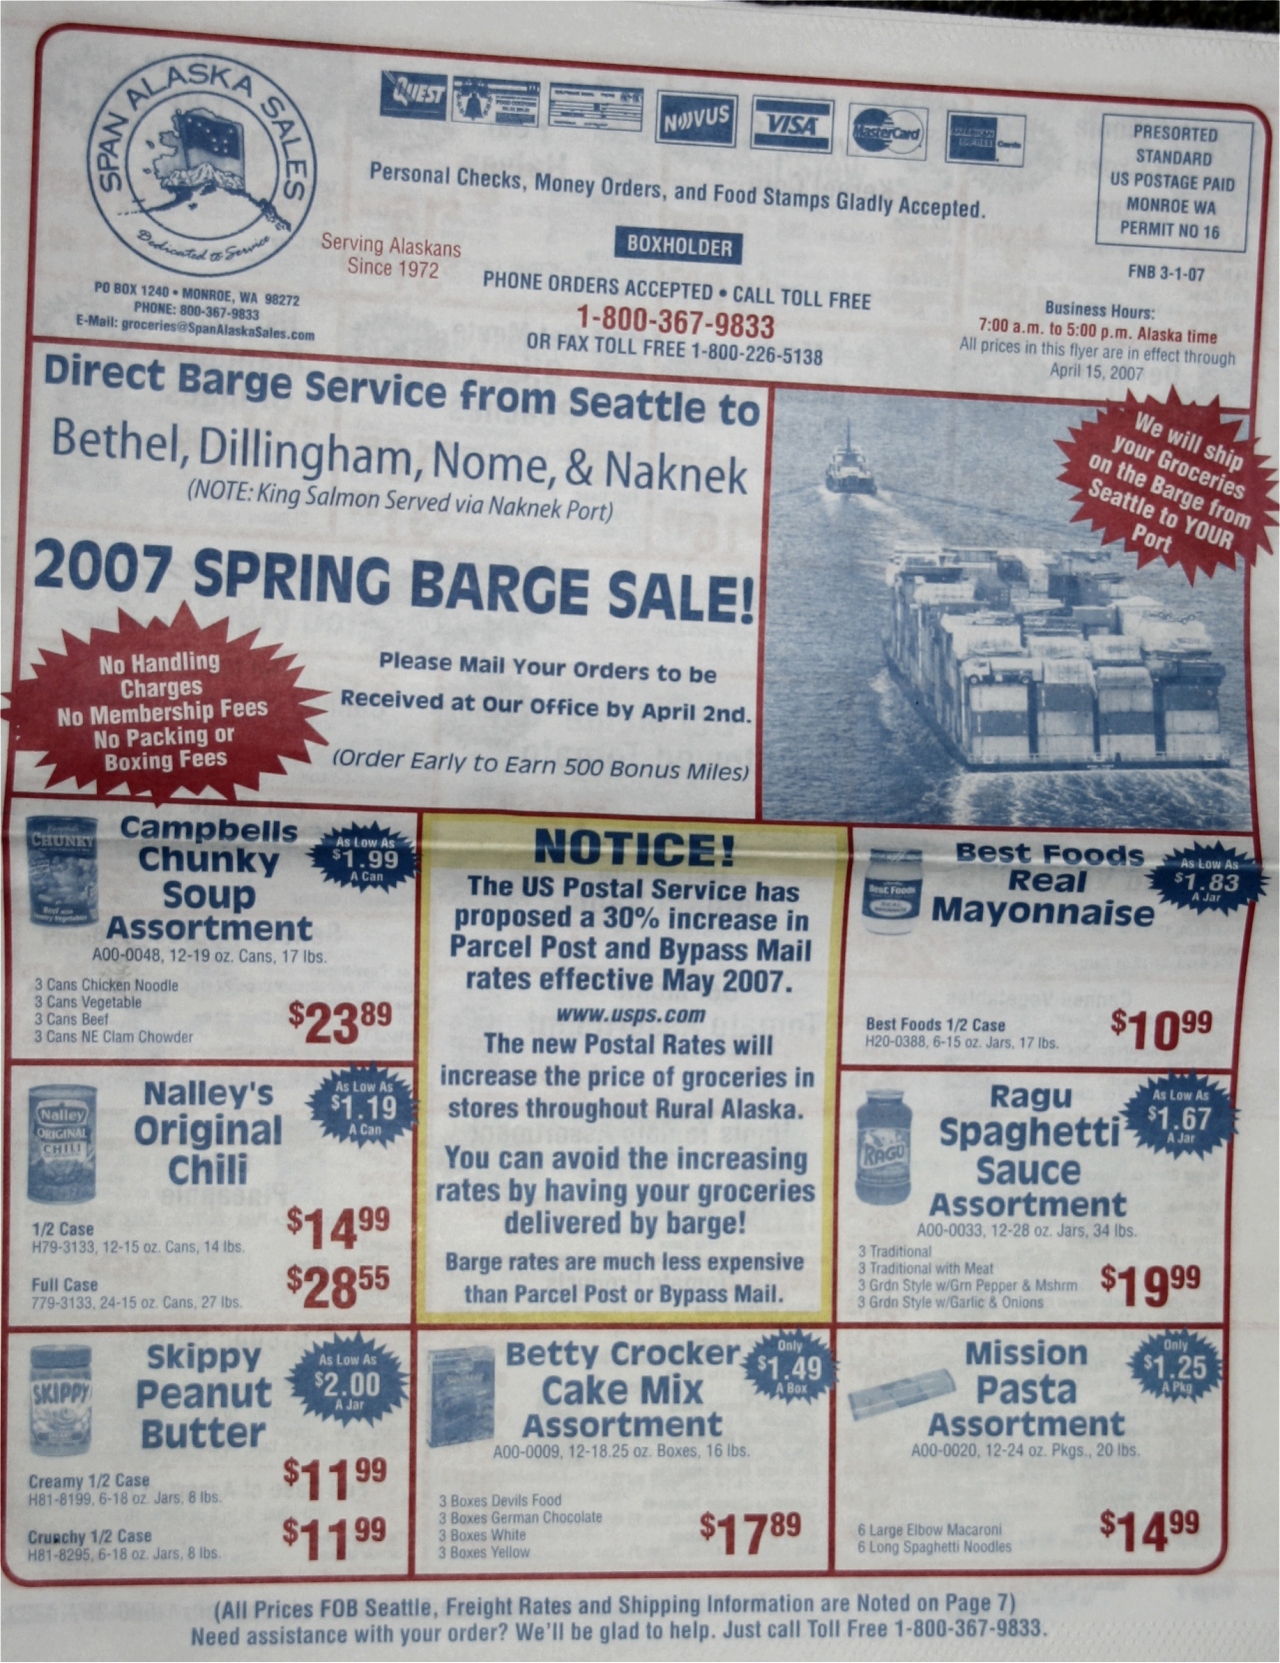 SPAN ALASKA SALES
Dedicated to Service
QUEST
NOVUS
VISA
MasterCard
AMERICAN EXPRESS Cards
Personal Checks, Money Orders, and Food Stamps Gladly Accepted.
PRESORTED
STANDARD
US POSTAGE PAID
MONROE WA
PERMIT NO 16
FNB 3-1-07
Serving Alaskans
Since 1972
BOXHOLDER
PHONE ORDERS ACCEPTED • CALL TOLL FREE
1-800-367-9833
OR FAX TOLL FREE 1-800-226-5138
PO BOX 1240 • MONROE, WA 98272
PHONE: 800-367-9833
E-Mail: groceries@SpanAlaskaSales.com
Business Hours:
7:00 a.m. to 5:00 p.m. Alaska time
All prices in this flyer are in effect through
April 15, 2007
Direct Barge Service from Seattle to
Bethel, Dillingham, Nome, & Naknek
(NOTE: King Salmon Served via Naknek Port)
2007 SPRING BARGE SALE!
We will ship
your Groceries
on the Barge from
Seattle to YOUR
Port
No Handling
Charges
No Membership Fees
No Packing or
Boxing Fees
Please Mail Your Orders to be
Received at Our Office by April 2nd.
(Order Early to Earn 500 Bonus Miles)
CHUNKY
Campbells
Chunky
Soup
Assortment
As Low As
$1.99
A Can
A00-0048, 12-19 oz. Cans, 17 lbs.
3 Cans Chicken Noodle
3 Cans Vegetable
3 Cans Beef
3 Cans NE Clam Chowder
$23.89
NOTICE!
The US Postal Service has
proposed a 30% increase in
Parcel Post and Bypass Mail
rates effective May 2007.
www.usps.com
The new Postal Rates will
increase the price of groceries in
stores throughout Rural Alaska.
You can avoid the increasing
rates by having your groceries
delivered by barge!
Barge rates are much less expensive
than Parcel Post or Bypass Mail.
Best Foods
Best Foods
Real
Mayonnaise
As Low As
$1.83
A Jar
Best Foods 1/2 Case
H20-0388, 6-15 oz. Jars, 17 lbs.
$10.99
Nalley
ORIGINAL
CHILI
Nalley's
Original
Chili
As Low As
$1.19
A Can
1/2 Case
H79-3133, 12-15 oz. Cans, 14 lbs.
$14.99
Full Case
779-3133, 24-15 oz. Cans, 27 lbs.
$28.55
RAGU
Ragu
Spaghetti
Sauce
Assortment
As Low As
$1.67
A Jar
A00-0033, 12-28 oz. Jars, 34 lbs.
3 Traditional
3 Traditional with Meat
3 Grdn Style w/Grn Pepper & Mshrm
3 Grdn Style w/Garlic & Onions
$19.99
SKIPPY
Skippy
Peanut
Butter
As Low As
$2.00
A Jar
Creamy 1/2 Case
H81-8199, 6-18 oz. Jars, 8 lbs.
$11.99
Crunchy 1/2 Case
H81-8295, 6-18 oz. Jars, 8 lbs.
$11.99
Betty Crocker
Cake Mix
Assortment
Only
$1.49
A Box
A00-0009, 12-18.25 oz. Boxes, 16 lbs.
3 Boxes Devils Food
3 Boxes German Chocolate
3 Boxes White
3 Boxes Yellow
$17.89
Mission
Pasta
Assortment
Only
$1.25
A Pkg
A00-0020, 12-24 oz. Pkgs., 20 lbs.
6 Large Elbow Macaroni
6 Long Spaghetti Noodles
$14.99
(All Prices FOB Seattle, Freight Rates and Shipping Information are Noted on Page 7)
Need assistance with your order? We'll be glad to help. Just call Toll Free 1-800-367-9833.